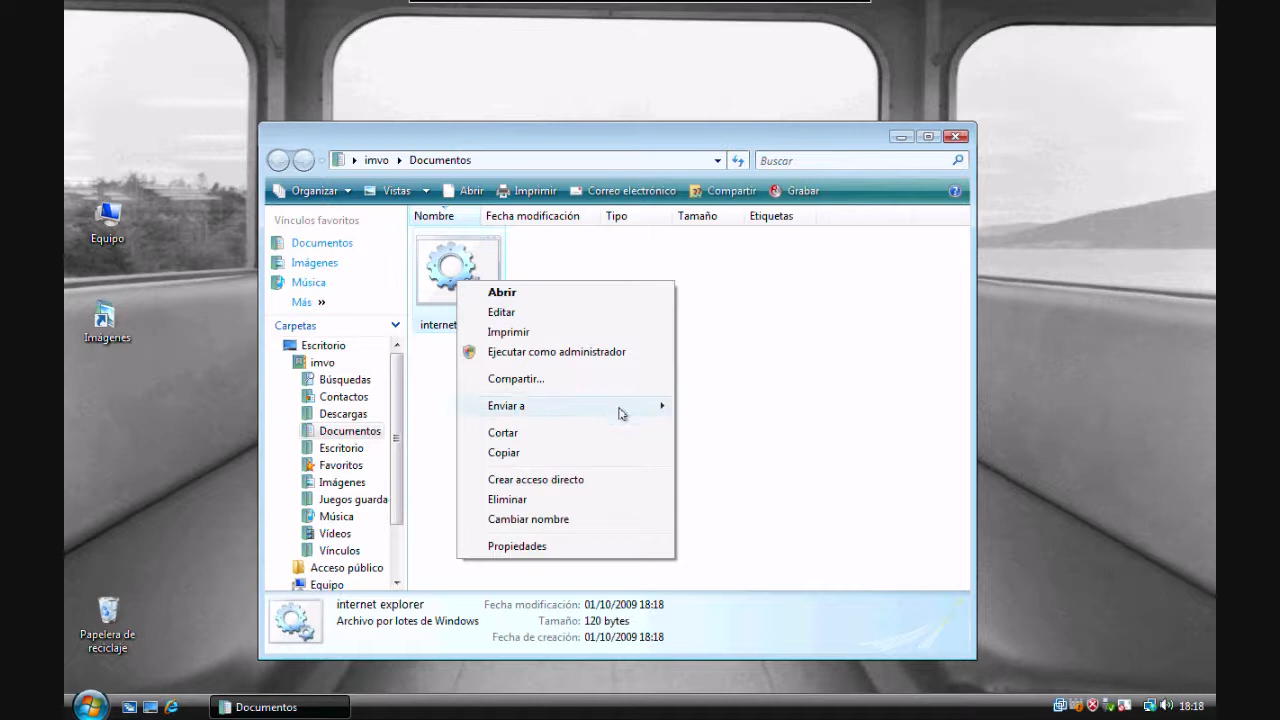 imvo Documentos
Buscar
Organizar Vistas Abrir Imprimir Correo electrónico Compartir Grabar
Vínculos favoritos
Documentos
Imágenes
Música
Más »
Carpetas
Escritorio
imvo
Búsquedas
Contactos
Descargas
Documentos
Escritorio
Favoritos
Imágenes
Juegos guarda
Música
Vídeos
Vínculos
Acceso público
Equipo
Nombre Fecha modificación Tipo Tamaño Etiquetas
internet
Abrir
Editar
Imprimir
Ejecutar como administrador
Compartir...
Enviar a
Cortar
Copiar
Crear acceso directo
Eliminar
Cambiar nombre
Propiedades
internet explorer
Archivo por lotes de Windows
Fecha modificación: 01/10/2009 18:18
Tamaño: 120 bytes
Fecha de creación: 01/10/2009 18:18
Equipo
Imágenes
Papelera de
reciclaje
Documentos
18:18